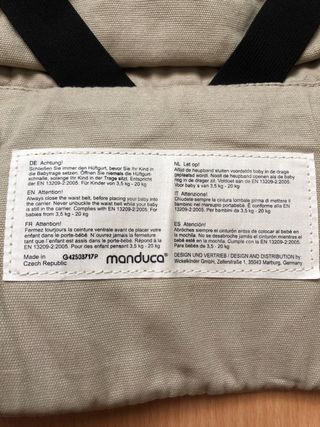 DE Achtung!
Schließen Sie immer den Hüftgurt, bevor Sie Ihr Kind in
die Babytrage setzen. Öffnen Sie niemals die Hüftgurt
schnalle, solange Ihr Kind in der Trage sitzt. Entspricht
der EN 13209-2:2005. Für Kinder von 3,5 kg - 20 kg
EN Attention!
Always close the waist belt, before placing your baby into
the carrier. Never unbuckle the waist belt while your baby
is still in the carrier. Complies with EN 13209-2:2005. For
babies from 3,5 kg - 20 kg
FR Attention!
Fermez toujours la ceinture ventrale avant de placer votre
enfant dans le porte-bébé. N'ouvrez jamais la fermeture
tant que l'enfant est assis dans le porte-bébé. Répond à
EN 13209-2:2005. Pour des enfant pensant 3,5 kg - 20 kg
Made in
Czech Republic
G42503717P
manduca®
NL Let op!
Altijd de heupband sluiten voordat de baby in de drage
gezet wordt. Nooit de heupband openen als de baby
nog in de drager zit. Voldoet aan de EN 13209-2:2005.
Voor baby's van 3,5 kg - 20 kg
IT Attenzione!
Chiudete sempre la cintura lombale prima di mettere il
bambino nel marsupio portabebè. Conforme con
EN 13209-2:2005. Per bambini da 3,5 kg - 20 kg
ES Atención!
Abróches siempre el cinturón antes de colocar al bebé en
la mochila. No se desabroche el cinturón mientras el
bebé esté en la mochila. Cumple con la EN 13209-2:2005.
Para bebés de 3,5 kg - 20 kg
DESIGN UND VERTRIEB / DESIGN AND DISTRIBUTION by
Wickelkinder GmbH, Zellerstraße 1, 35043 Marburg, Germany